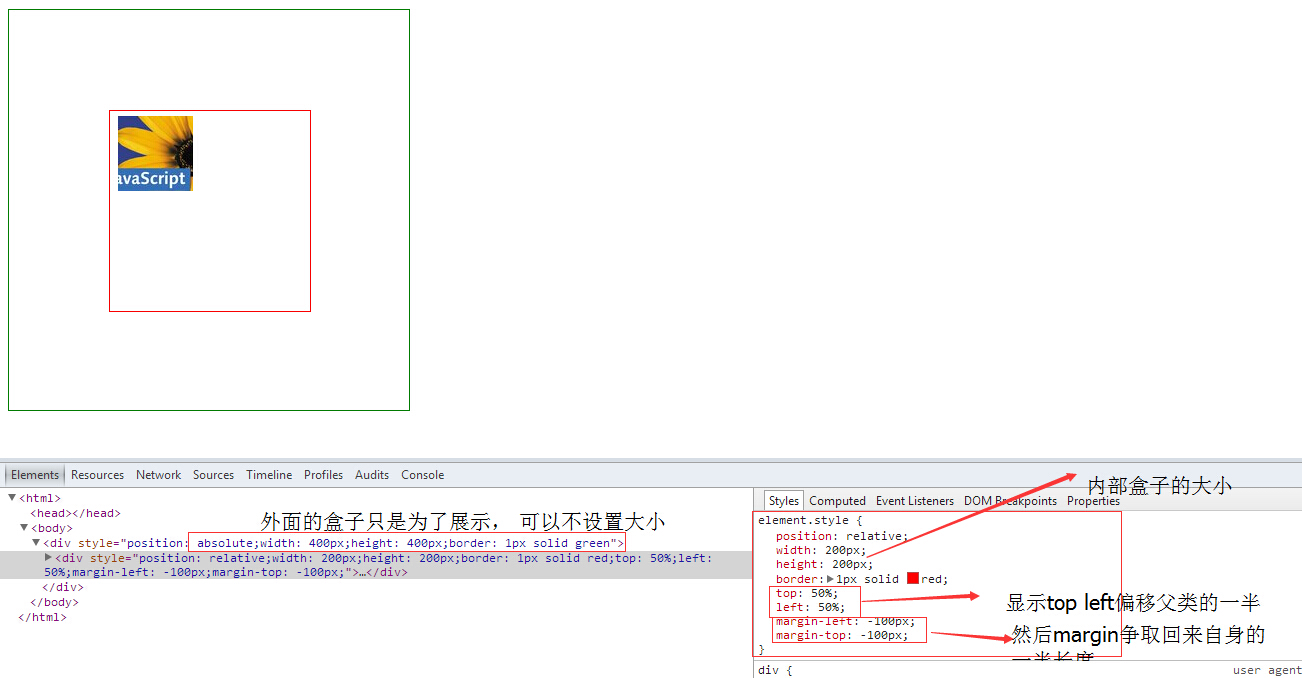 avaScript
Elements Resources Network Sources Timeline Profiles Audits Console
<html>
<head></head>
<body>
外面的盒子只是为了展示， 可以不设置大小
<div style="position: absolute;width: 400px;height: 400px;border: 1px solid green">
<div style="position: relative;width: 200px;height: 200px;border: 1px solid red;top: 50%;left:
50%;margin-left: -100px;margin-top: -100px;">…</div>
</div>
</body>
</html>
内部盒子的大小
Styles Computed Event Listeners DOM Breakpoints Properties
element.style {
position: relative;
width: 200px;
height: 200px;
border: 1px solid red;
top: 50%;
left: 50%;
margin-left: -100px;
margin-top: -100px;
}
显示top left偏移父类的一半
然后margin争取回来自身的
一半长度
div {
user agent